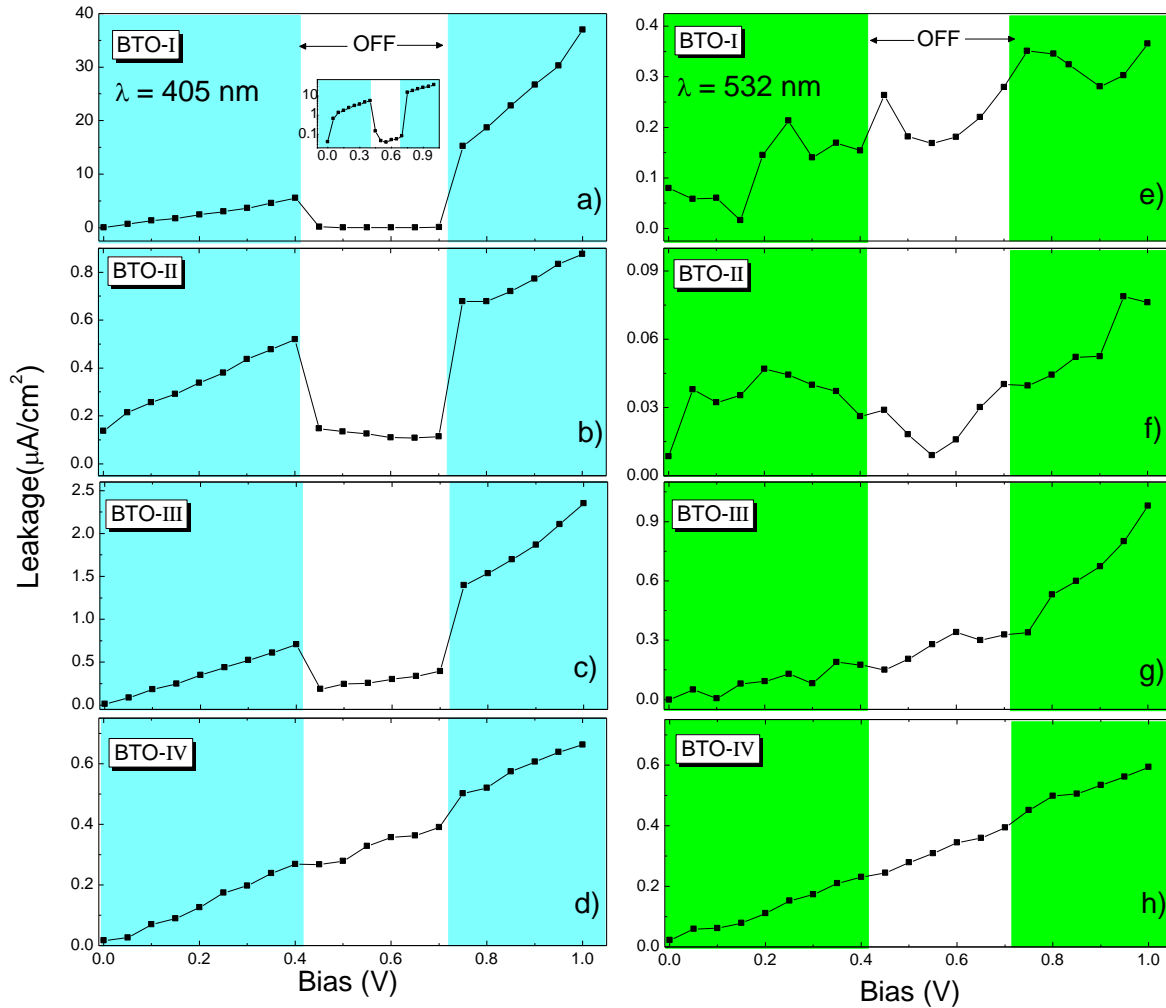 Leakage(μA/cm²)
BTO-I
OFF
λ = 405 nm
40
30
20
10
0
10
1
0.1
0.0 0.3 0.6 0.9
a)
BTO-II
0.8
0.6
0.4
0.2
0.0
b)
BTO-III
2.5
2.0
1.5
1.0
0.5
0.0
c)
BTO-IV
0.6
0.4
0.2
0.0
d)
0.0 0.2 0.4 0.6 0.8 1.0
Bias (V)
BTO-I
OFF
λ = 532 nm
0.4
0.3
0.2
0.1
0.0
e)
BTO-II
0.09
0.06
0.03
0.00
f)
BTO-III
0.9
0.6
0.3
0.0
g)
BTO-IV
0.6
0.4
0.2
0.0
h)
0.0 0.2 0.4 0.6 0.8 1.0
Bias (V)